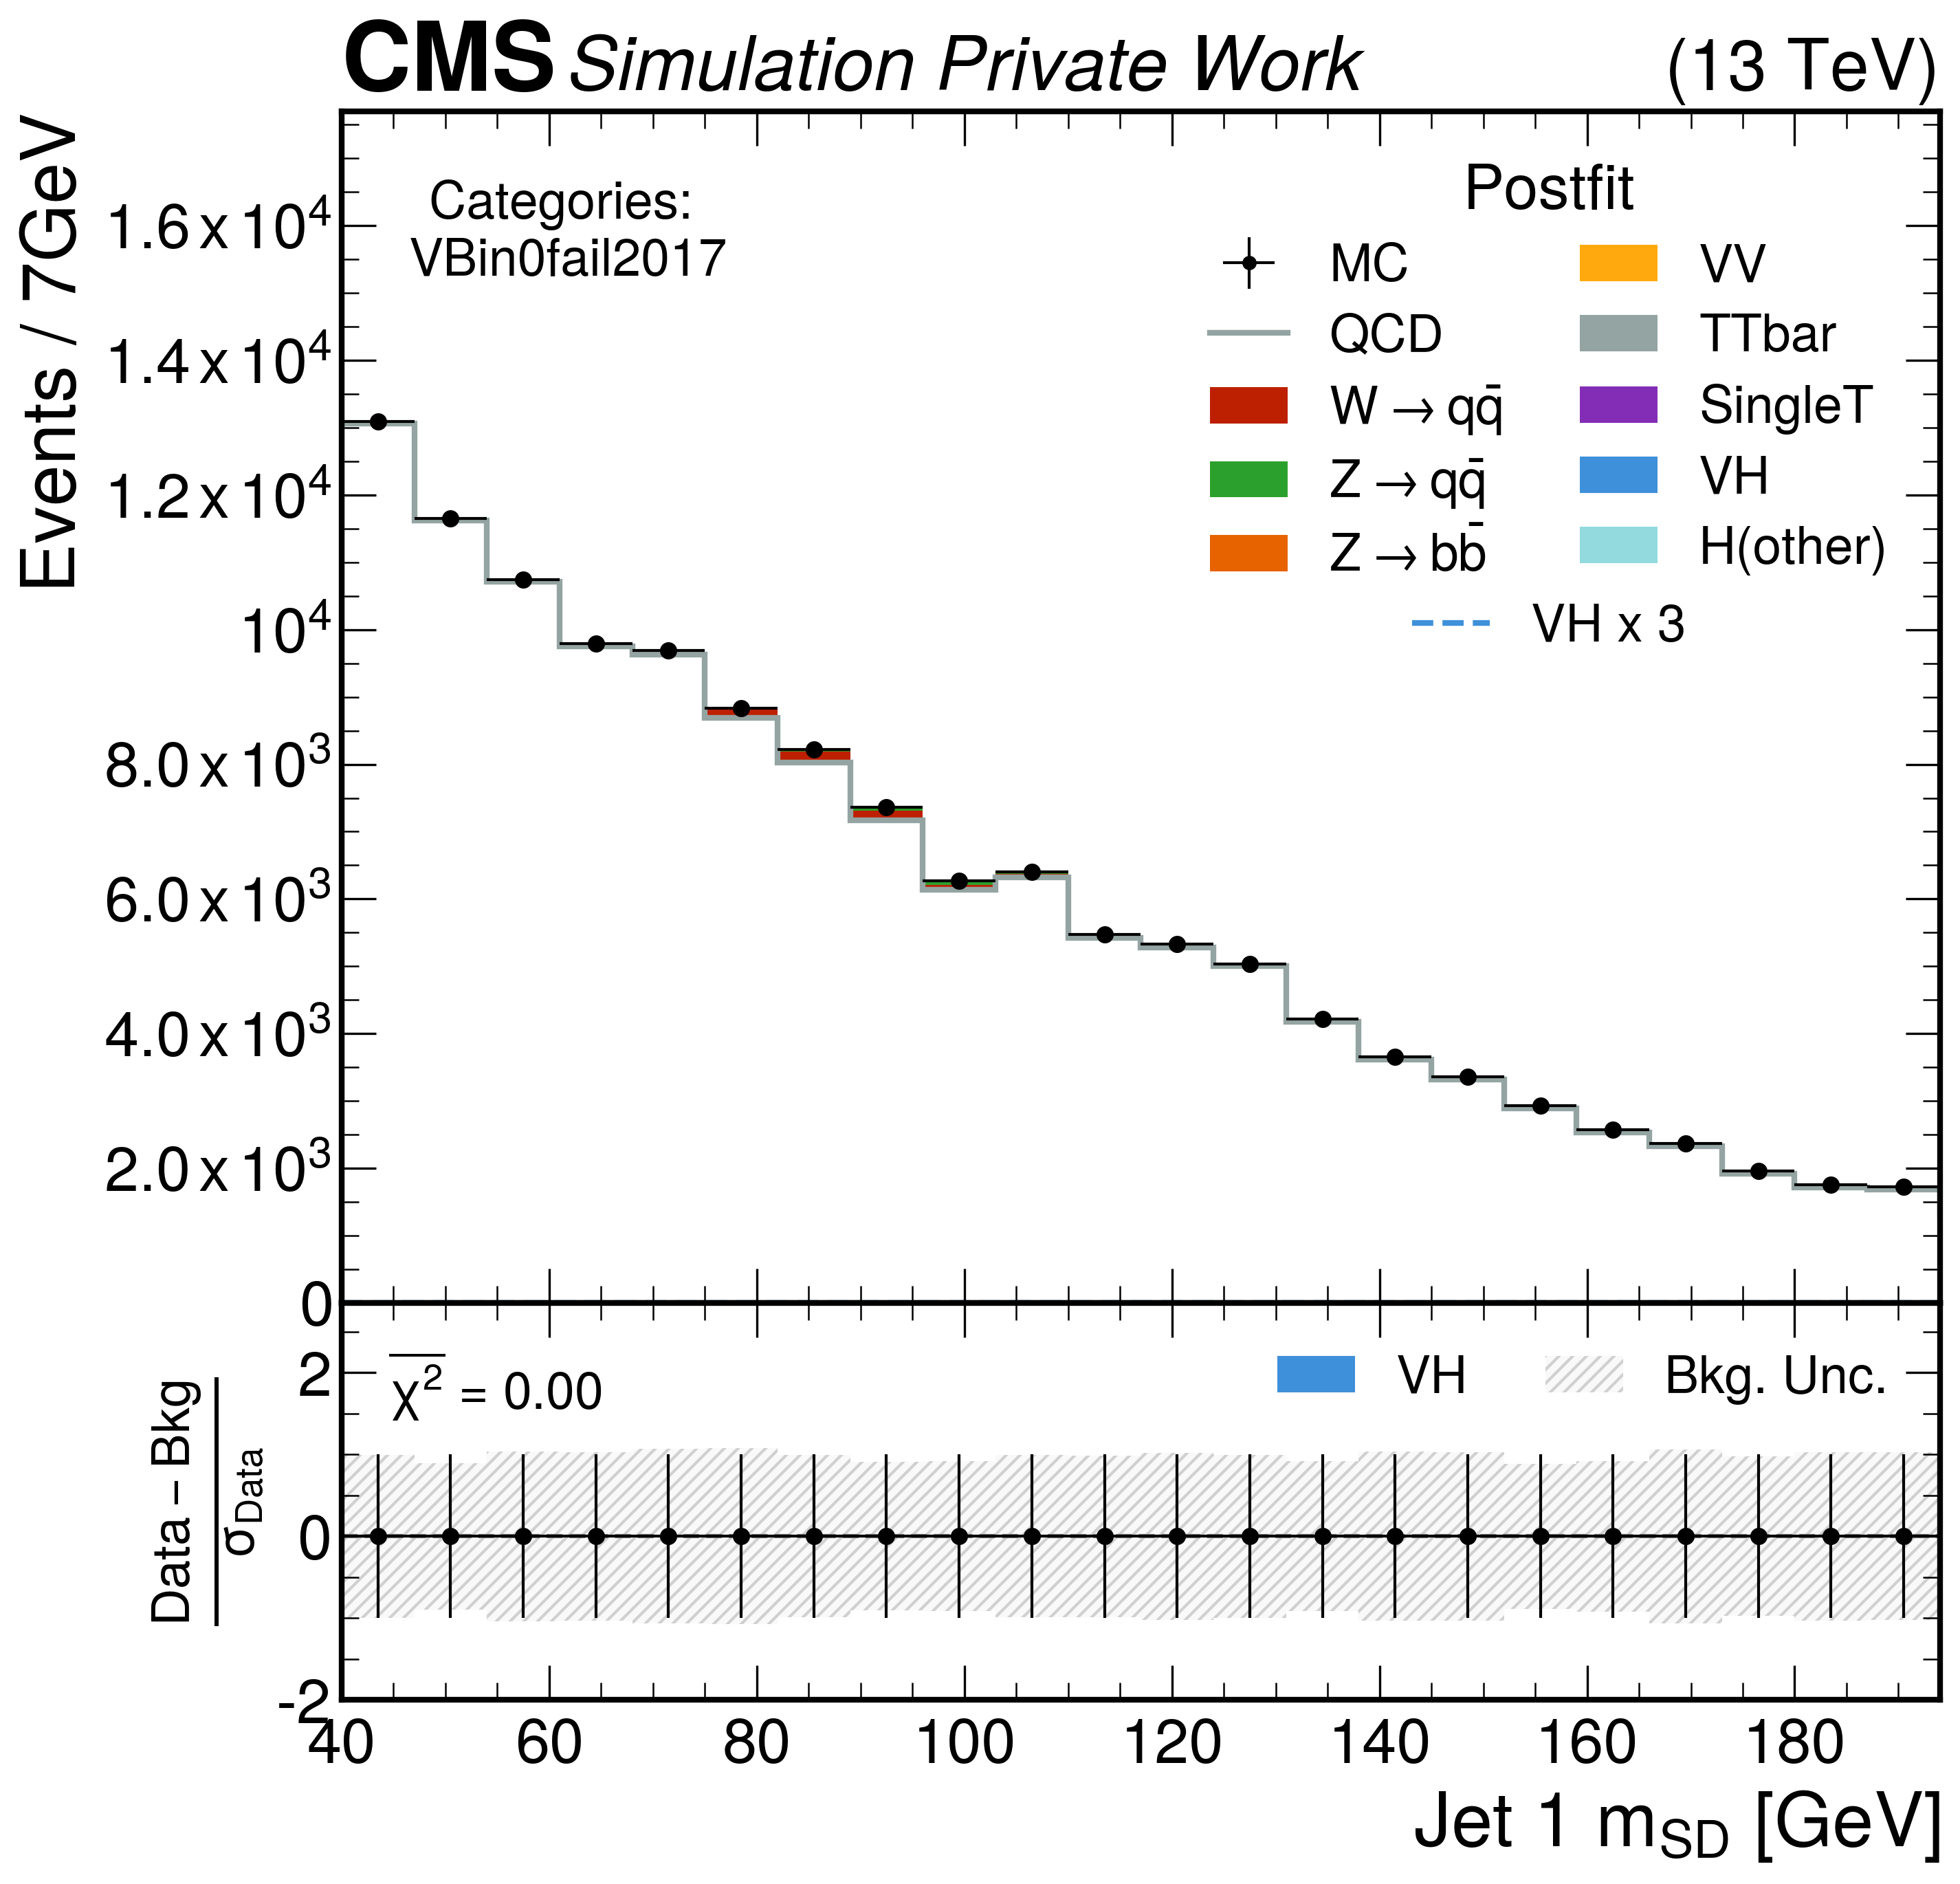 CMS Simulation Private Work (13 TeV)
Events / 7GeV
1.6 x 10⁴
1.4 x 10⁴
1.2 x 10⁴
10⁴
8.0 x 10³
6.0 x 10³
4.0 x 10³
2.0 x 10³
0
Categories:
VBin0fail2017
Postfit
MC
QCD
W → qq̄
Z → qq̄
Z → bb̄
VV
TTbar
SingleT
VH
H(other)
VH x 3
Data − Bkg
σ_Data
2
0
-2
χ² = 0.00
VH
Bkg. Unc.
40 60 80 100 120 140 160 180
Jet 1 m_SD [GeV]